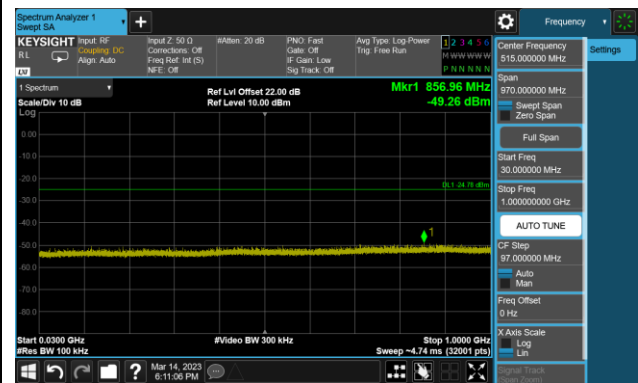 Spectrum Analyzer 1
Swept SA
+
Frequency
KEYSIGHT
RL
LXI
Input: RF
Coupling: DC
Align: Auto
Input Z: 50 Ω
Corrections: Off
Freq Ref: Int (S)
NFE: Off
#Atten: 20 dB
PNO: Fast
Gate: Off
IF Gain: Low
Sig Track: Off
Avg Type: Log-Power
Trig: Free Run
1 2 3 4 5 6
M W W W W W
P N N N N N
Center Frequency
515.000000 MHz
Settings
1 Spectrum
Scale/Div 10 dB
Log
Ref Lvl Offset 22.00 dB
Ref Level 10.00 dBm
Mkr1 856.96 MHz
-49.26 dBm
Span
970.000000 MHz
Swept Span
Zero Span
Full Span
Start Freq
30.000000 MHz
Stop Freq
1.000000000 GHz
AUTO TUNE
CF Step
97.000000 MHz
Auto
Man
Freq Offset
0 Hz
X Axis Scale
Log
Lin
Signal Track
(Span Zoom)
0.00
-10.0
-20.0
DL1 -24.78 dBm
-30.0
-40.0
1
-50.0
-60.0
-70.0
-80.0
Start 0.0300 GHz
#Res BW 100 kHz
#Video BW 300 kHz
Stop 1.0000 GHz
Sweep ~4.74 ms (32001 pts)
?
Mar 14, 2023
6:11:06 PM